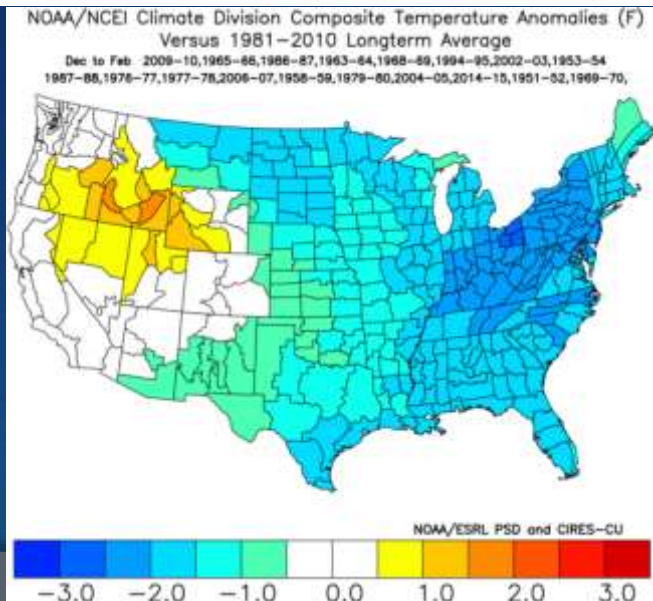 NOAA/NCEI Climate Division Composite Temperature Anomalies (F)
Versus 1981-2010 Longterm Average
Dec to Feb 2009-10,1965-66,1986-87,1963-64,1968-69,1994-95,2002-03,1953-54
1987-88,1976-77,1977-78,2006-07,1958-59,1979-80,2004-05,2014-15,1951-52,1969-70,
NOAA/ESRL PSD and CIRES-CU
-3.0 -2.0 -1.0 0.0 1.0 2.0 3.0